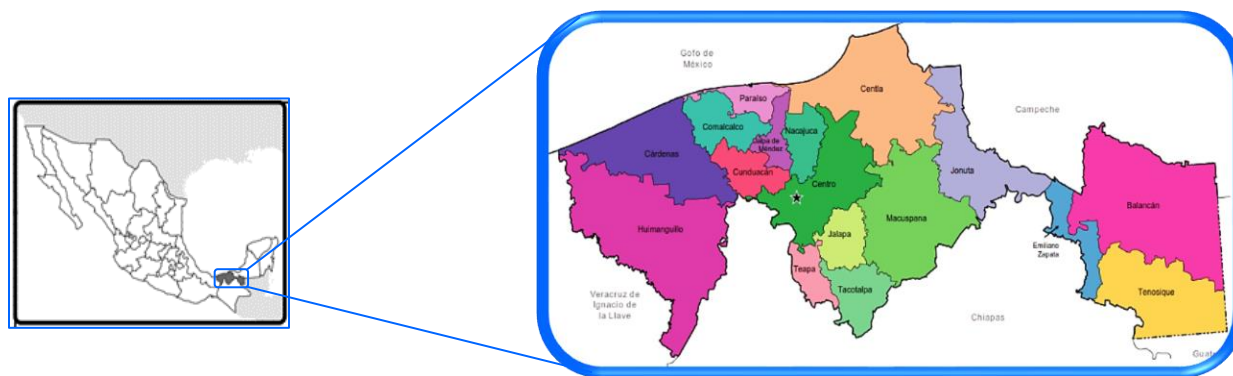 Gofo de
México
Centla
Paraíso
Campeche
Comalcalco
Nacajuca
Jalpa de
Méndez
Cárdenas
Cunduacán
Jonuta
Centro
Balancán
Macuspana
Huimanguillo
Jalapa
Emiliano
Zapata
Teapa
Tacotalpa
Tenosique
Veracruz de
Ignacio de
la Llave
Chiapas